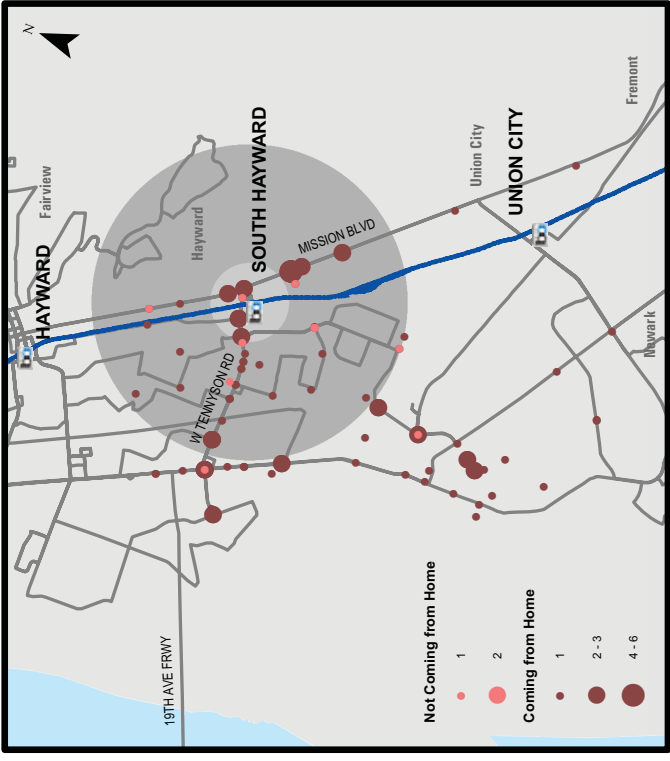 N
Fairview
HAYWARD
Hayward
SOUTH HAYWARD
MISSION BLVD
W TENNYSON RD
Union City
UNION CITY
Fremont
Newark
19TH AVE FRWY
Not Coming from Home
1
2
Coming from Home
1
2 - 3
4 - 6